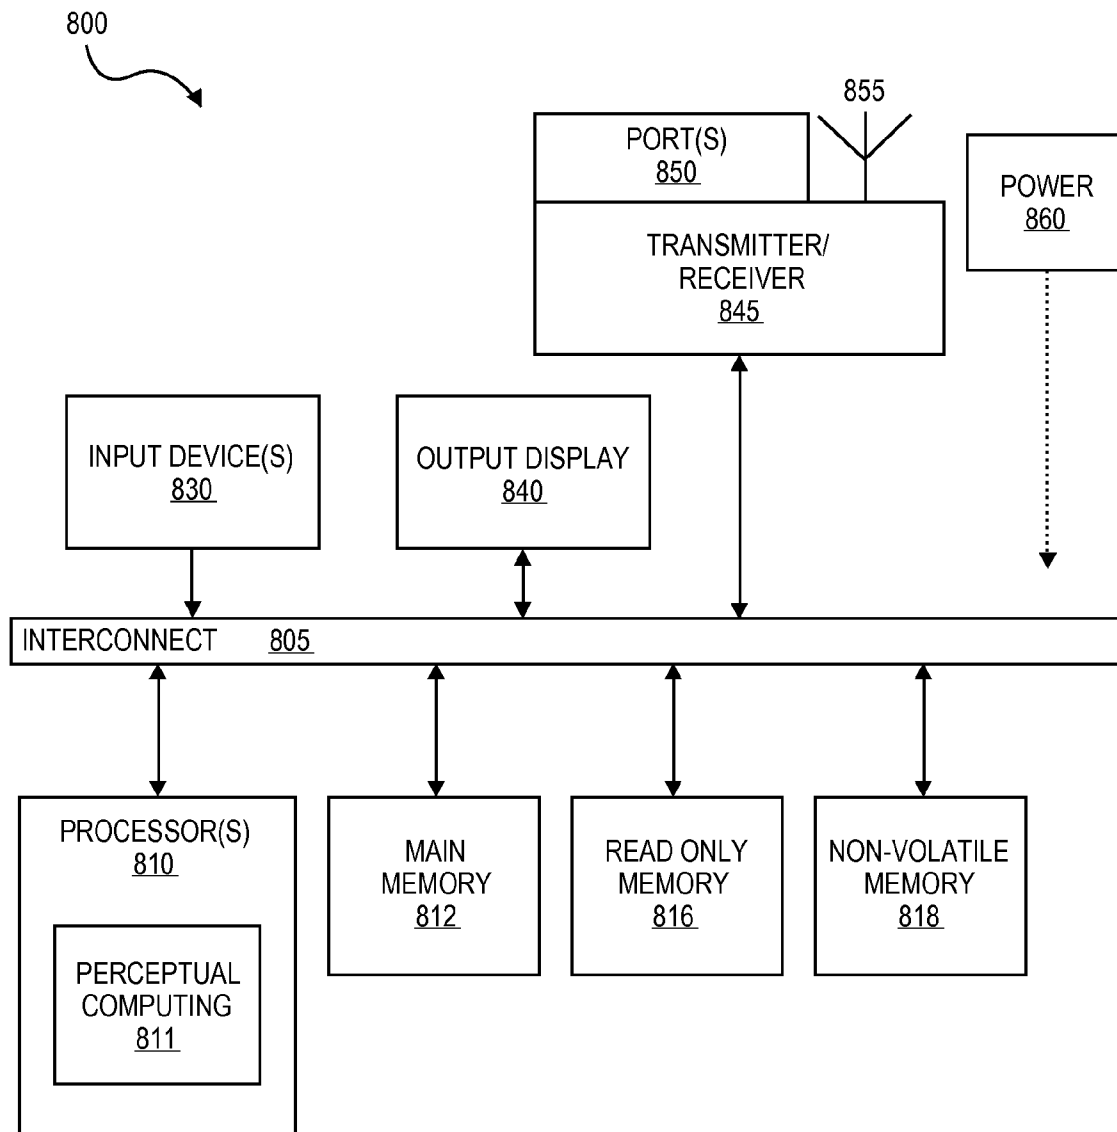 800
855
PORT(S)
850
POWER
860
TRANSMITTER/
RECEIVER
845
INPUT DEVICE(S)
830
OUTPUT DISPLAY
840
INTERCONNECT 805
PROCESSOR(S)
810
PERCEPTUAL
COMPUTING
811
MAIN
MEMORY
812
READ ONLY
MEMORY
816
NON-VOLATILE
MEMORY
818